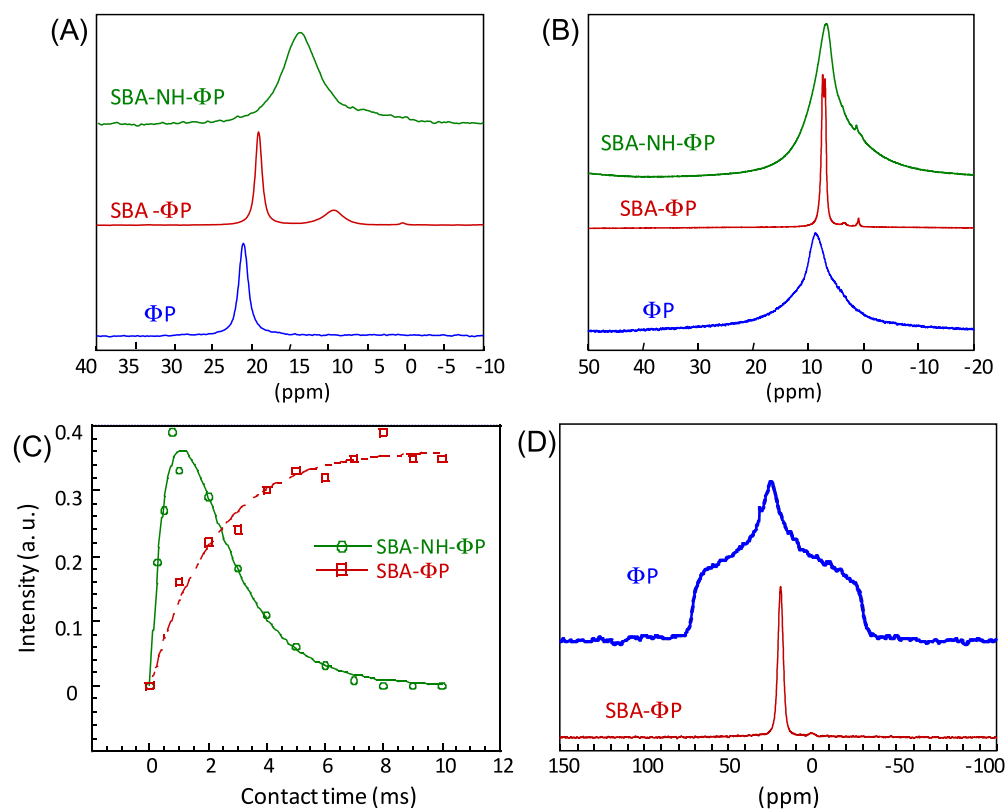 (A)
SBA-NH-ΦP
SBA -ΦP
ΦP
40 35 30 25 20 15 10 5 0 -5 -10
(ppm)
(B)
SBA-NH-ΦP
SBA-ΦP
ΦP
50 40 30 20 10 0 -10 -20
(ppm)
(C)
0.4
0.3
0.2
0.1
0
Intensity (a. u.)
SBA-NH-ΦP
SBA-ΦP
0 2 4 6 8 10 12
Contact time (ms)
(D)
ΦP
SBA-ΦP
150 100 50 0 -50 -100
(ppm)